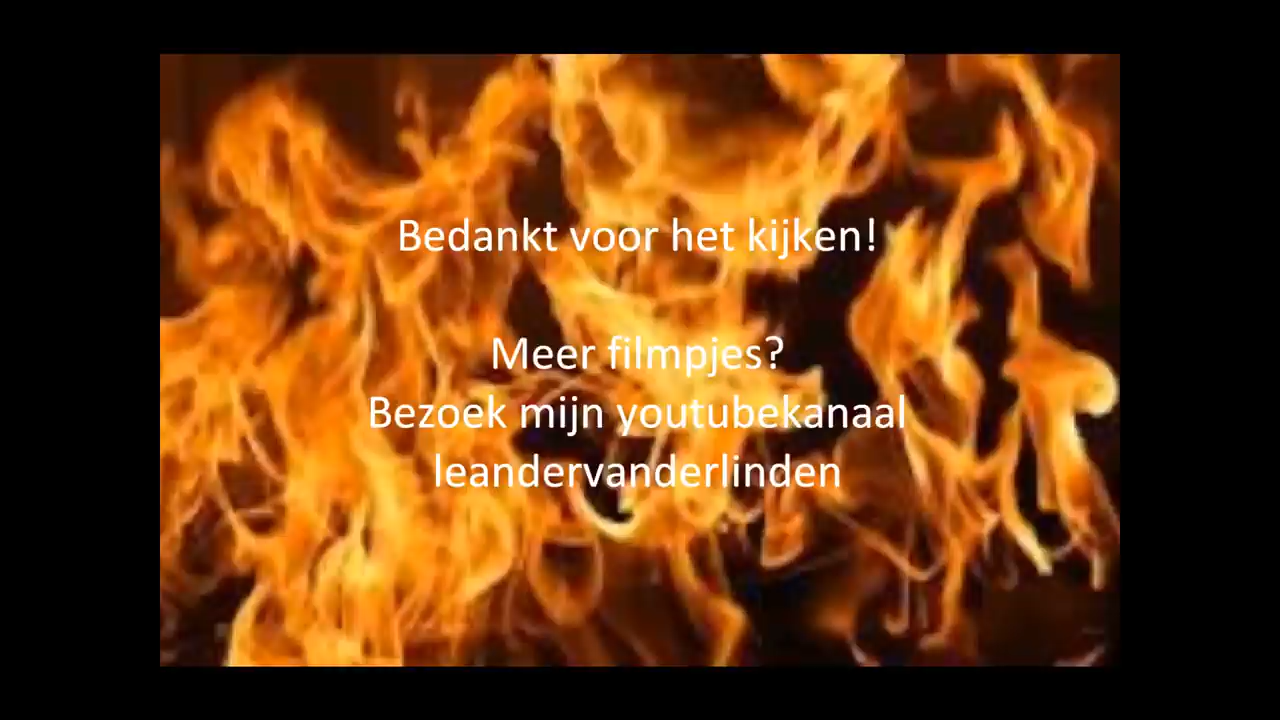 Bedankt voor het kijken!
Meer filmpjes?
Bezoek mijn youtubekanaal
leandervanderlinden